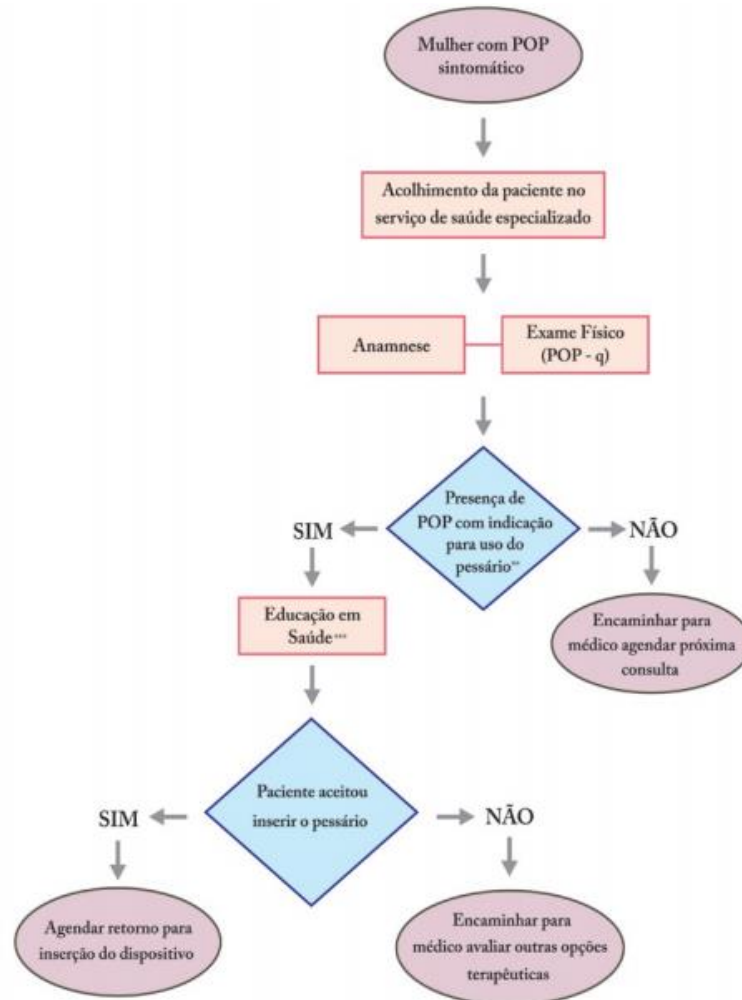 Mulher com POP
sintomático
Acolhimento da paciente no
serviço de saúde especializado
Anamnese
Exame Físico
(POP - q)
Presença de
POP com indicação
para uso do
pessário**
SIM
NÃO
Educação em
Saúde***
Encaminhar para
médico agendar próxima
consulta
Paciente aceitou
inserir o pessário
SIM
NÃO
Agendar retorno para
inserção do dispositivo
Encaminhar para
médico avaliar outras opções
terapêuticas